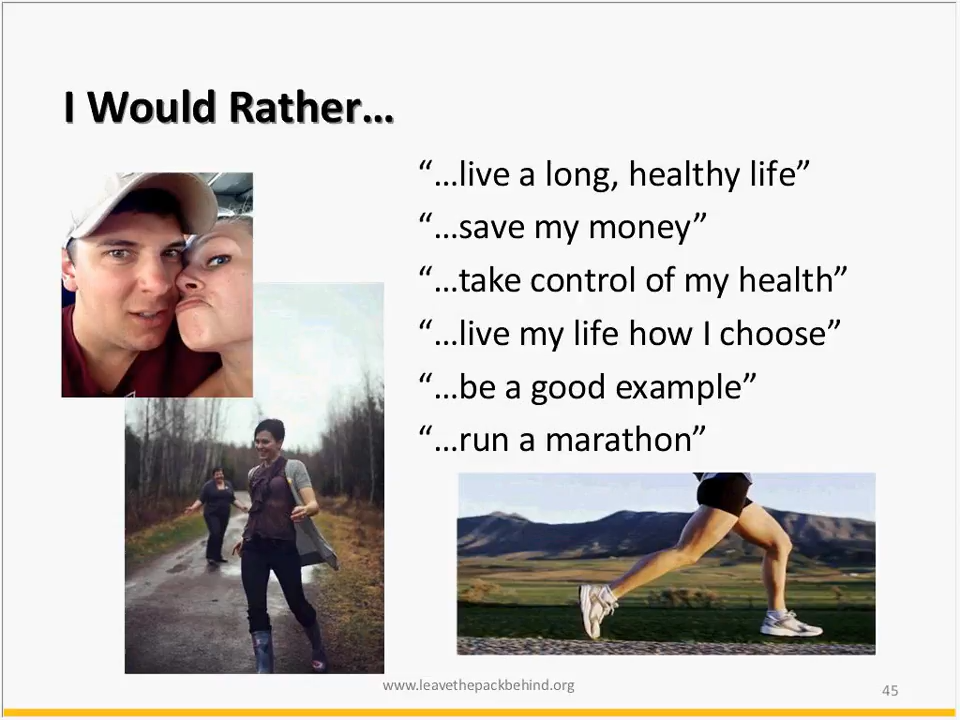 I Would Rather…
“…live a long, healthy life”
“…save my money”
“…take control of my health”
“…live my life how I choose”
“…be a good example”
“…run a marathon”
www.leavethepackbehind.org
45